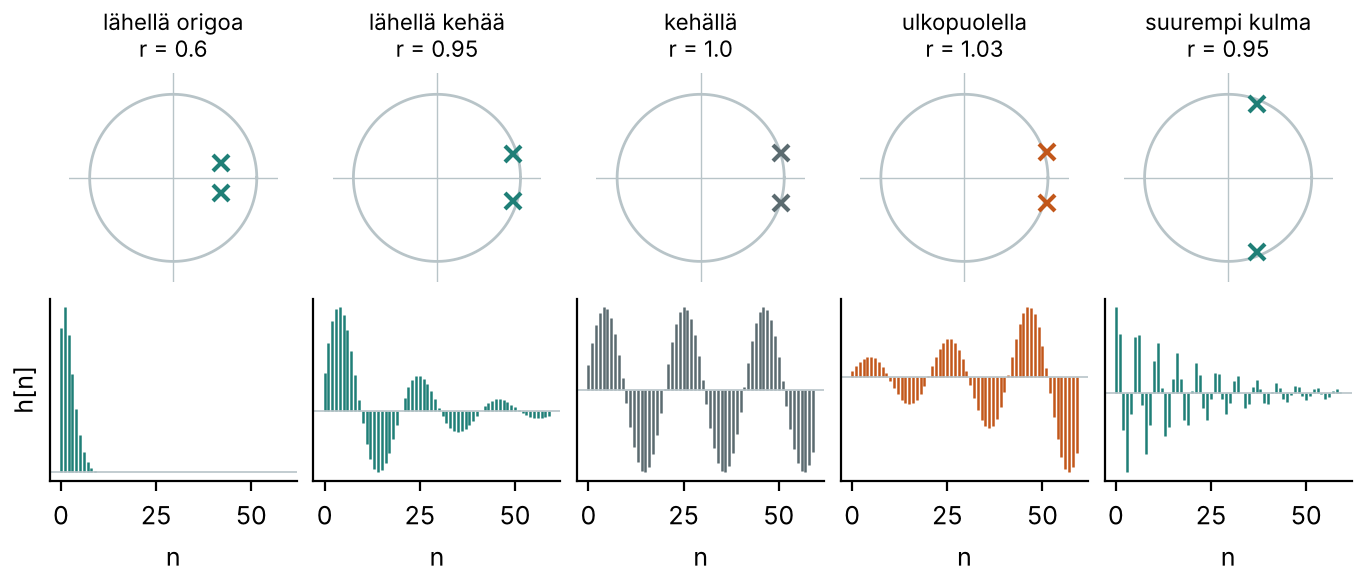 lähellä origoa
r = 0.6
lähellä kehää
r = 0.95
kehällä
r = 1.0
ulkopuolella
r = 1.03
suurempi kulma
r = 0.95
h[n]
0 25 50
0 25 50
0 25 50
0 25 50
0 25 50
n
n
n
n
n